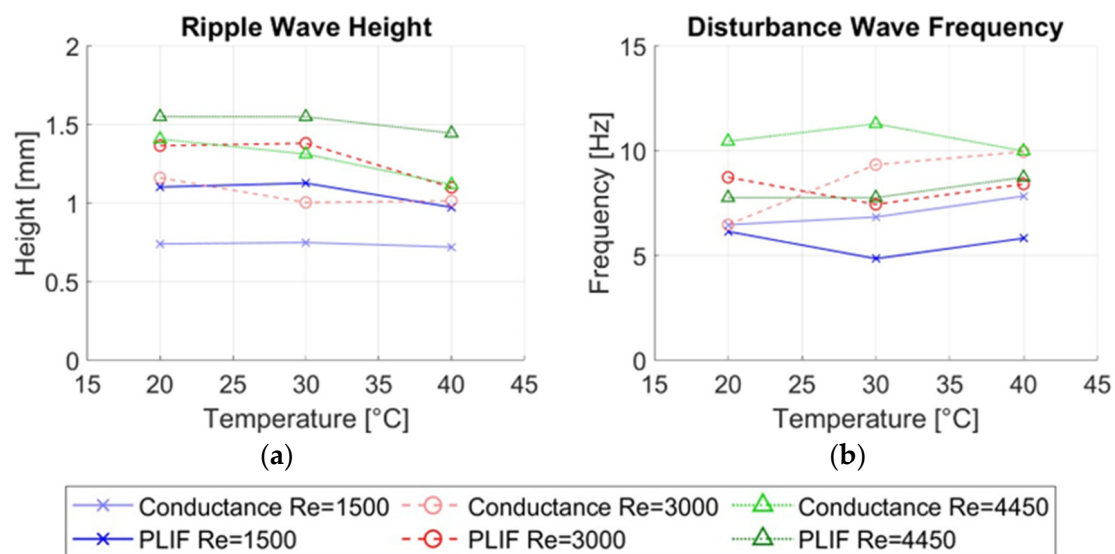 Ripple Wave Height
2
1.5
1
0.5
0
Height [mm]
15 20 25 30 35 40 45
Temperature [°C]
(a)
Disturbance Wave Frequency
15
10
5
0
Frequency [Hz]
15 20 25 30 35 40 45
Temperature [°C]
(b)
Conductance Re=1500 Conductance Re=3000 Conductance Re=4450
PLIF Re=1500 PLIF Re=3000 PLIF Re=4450